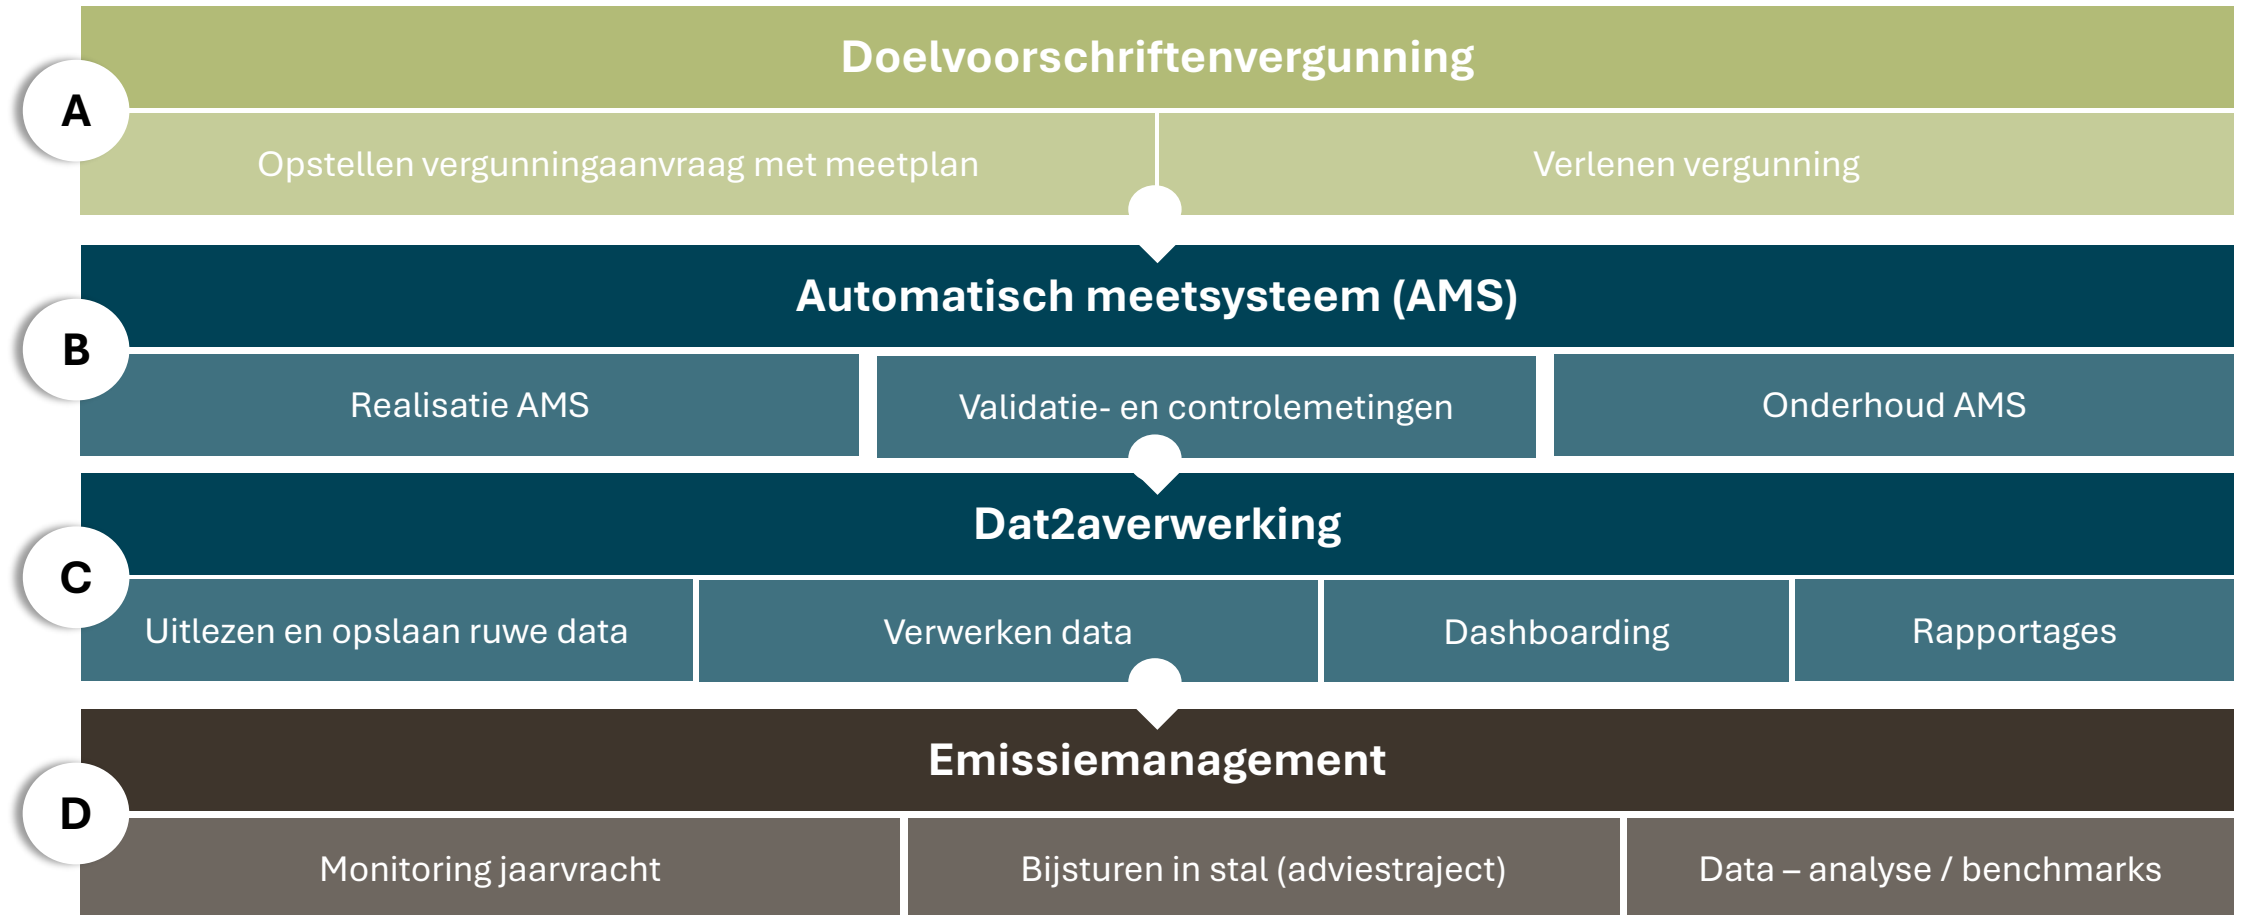 Doelvoorschriftenvergunning
A
Opstellen vergunningaanvraag met meetplan
Verlenen vergunning
Automatisch meetsysteem (AMS)
B
Realisatie AMS
Validatie- en controlemetingen
Onderhoud AMS
Dat2averwerking
C
Uitlezen en opslaan ruwe data
Verwerken data
Dashboarding
Rapportages
Emissiemanagement
D
Monitoring jaarvracht
Bijsturen in stal (adviestraject)
Data – analyse / benchmarks